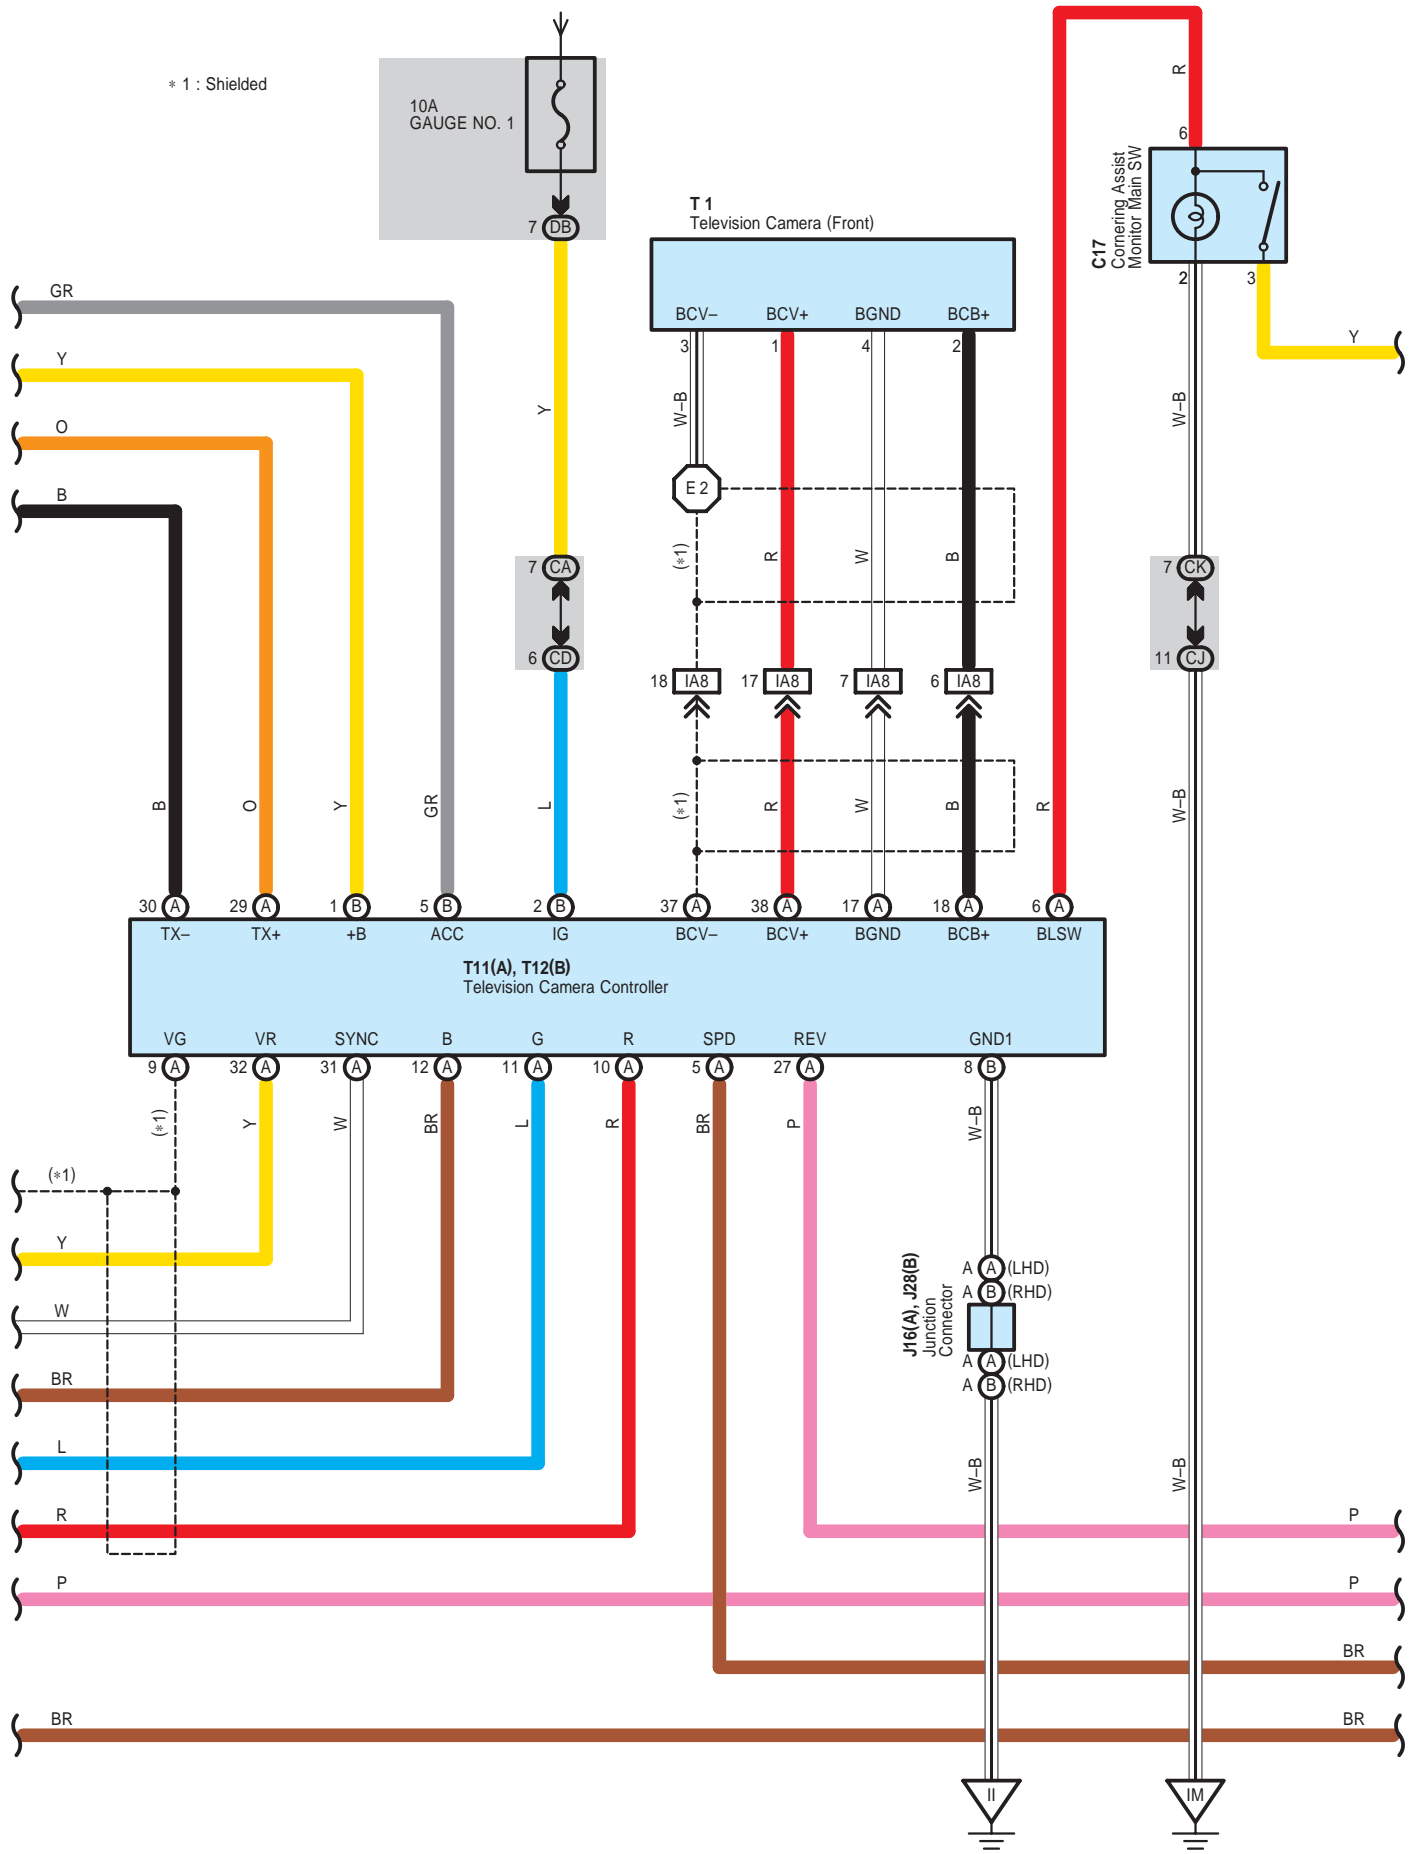 * 1 : Shielded
10A
GAUGE NO. 1
7 DB
T 1
Television Camera (Front)
BCV– BCV+ BGND BCB+
3 1 4 2
R
6
C17
Cornering Assist
Monitor Main SW
2 3
GR
Y
O
B
Y
Y
W–B
W–B
E 2
(*1) R W B
7 CA
6 CD
7 CK
11 CJ
18 IA8 17 IA8 7 IA8 6 IA8
B O Y GR L (*1) R W B R W–B
30 A 29 A 1 B 5 B 2 B 37 A 38 A 17 A 18 A 6 A
TX– TX+ +B ACC IG BCV– BCV+ BGND BCB+ BLSW
T11(A), T12(B)
Television Camera Controller
VG VR SYNC B G R SPD REV GND1
9 A 32 A 31 A 12 A 11 A 10 A 5 A 27 A 8 B
(*1) Y W BR L R BR P W–B
(*1)
Y
W
BR
L
R
P
BR
J16(A), J28(B)
Junction
Connector
A A (LHD)
A B (RHD)
A A (LHD)
A B (RHD)
W–B W–B
P
P
BR
BR
II IM